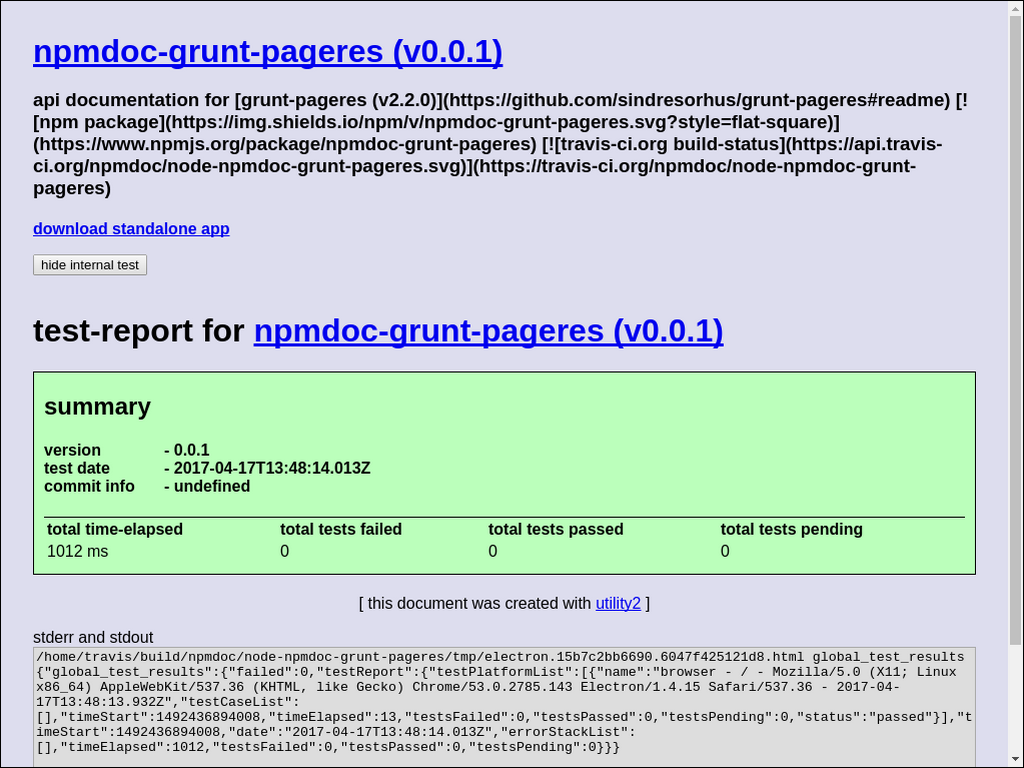 npmdoc-grunt-pageres (v0.0.1)
api documentation for [grunt-pageres (v2.2.0)](https://github.com/sindresorhus/grunt-pageres#readme) [!
[npm package](https://img.shields.io/npm/v/npmdoc-grunt-pageres.svg?style=flat-square)]
(https://www.npmjs.org/package/npmdoc-grunt-pageres) [![travis-ci.org build-status](https://api.travis-
ci.org/npmdoc/node-npmdoc-grunt-pageres.svg)](https://travis-ci.org/npmdoc/node-npmdoc-grunt-
pageres)
download standalone app
hide internal test
test-report for npmdoc-grunt-pageres (v0.0.1)
summary
version - 0.0.1
test date - 2017-04-17T13:48:14.013Z
commit info - undefined
total time-elapsed total tests failed total tests passed total tests pending
1012 ms 0 0 0
[ this document was created with utility2 ]
stderr and stdout
/home/travis/build/npmdoc/node-npmdoc-grunt-pageres/tmp/electron.15b7c2bb6690.6047f425121d8.html global_test_results
{"global_test_results":{"failed":0,"testReport":{"testPlatformList":[{"name":"browser - / - Mozilla/5.0 (X11; Linux
x86_64) AppleWebKit/537.36 (KHTML, like Gecko) Chrome/53.0.2785.143 Electron/1.4.15 Safari/537.36 - 2017-04-
17T13:48:13.932Z","testCaseList":
[],"timeStart":1492436894008,"timeElapsed":13,"testsFailed":0,"testsPassed":0,"testsPending":0,"status":"passed"}],"t
imeStart":1492436894008,"date":"2017-04-17T13:48:14.013Z","errorStackList":
[],"timeElapsed":1012,"testsFailed":0,"testsPassed":0,"testsPending":0}}}